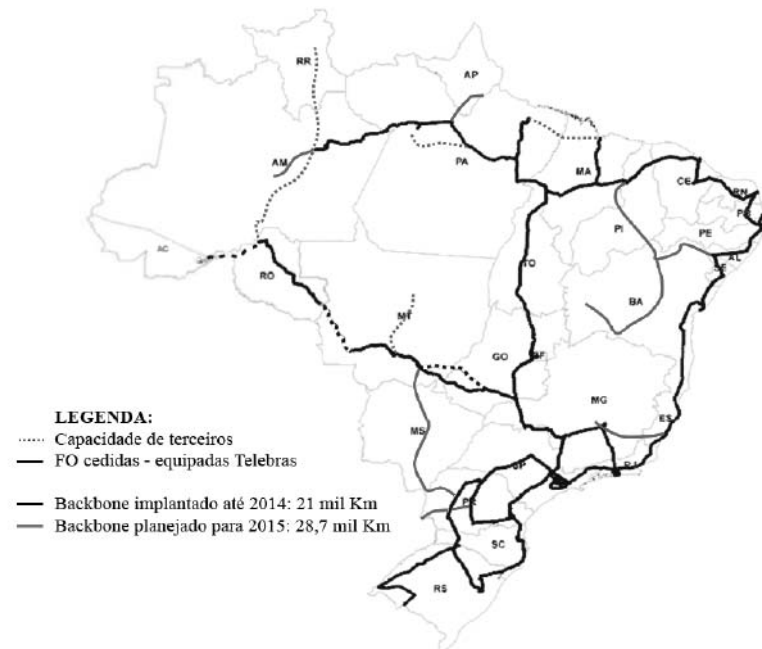 RR
AP
AM
PA
MA
CE
RN
PB
PI
PE
AC
AL
SE
TO
RO
BA
MT
GO
DF
MG
ES
MS
SP
RJ
PR
SC
RS
LEGENDA:
Capacidade de terceiros
FO cedidas - equipadas Telebras
Backbone implantado até 2014: 21 mil Km
Backbone planejado para 2015: 28,7 mil Km